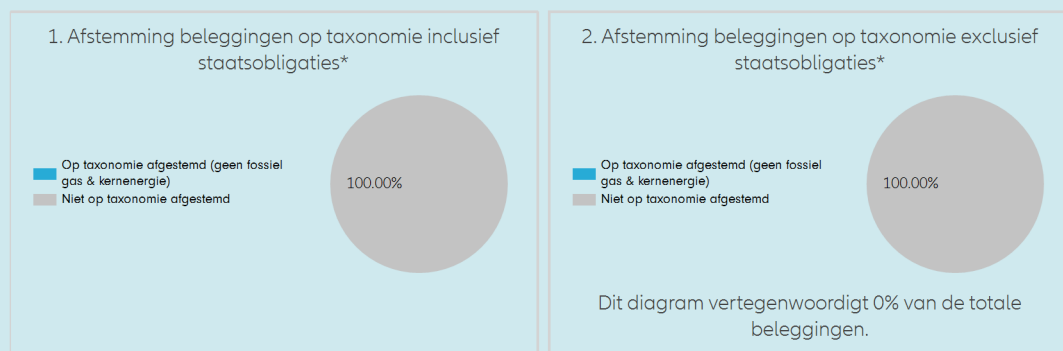 1. Afstemming beleggingen op taxonomie inclusief
staatsobligaties*
Op taxonomie afgestemd (geen fossiel
gas & kernenergie)
Niet op taxonomie afgestemd
100.00%
2. Afstemming beleggingen op taxonomie exclusief
staatsobligaties*
Op taxonomie afgestemd (geen fossiel
gas & kernenergie)
Niet op taxonomie afgestemd
100.00%
Dit diagram vertegenwoordigt 0% van de totale
beleggingen.